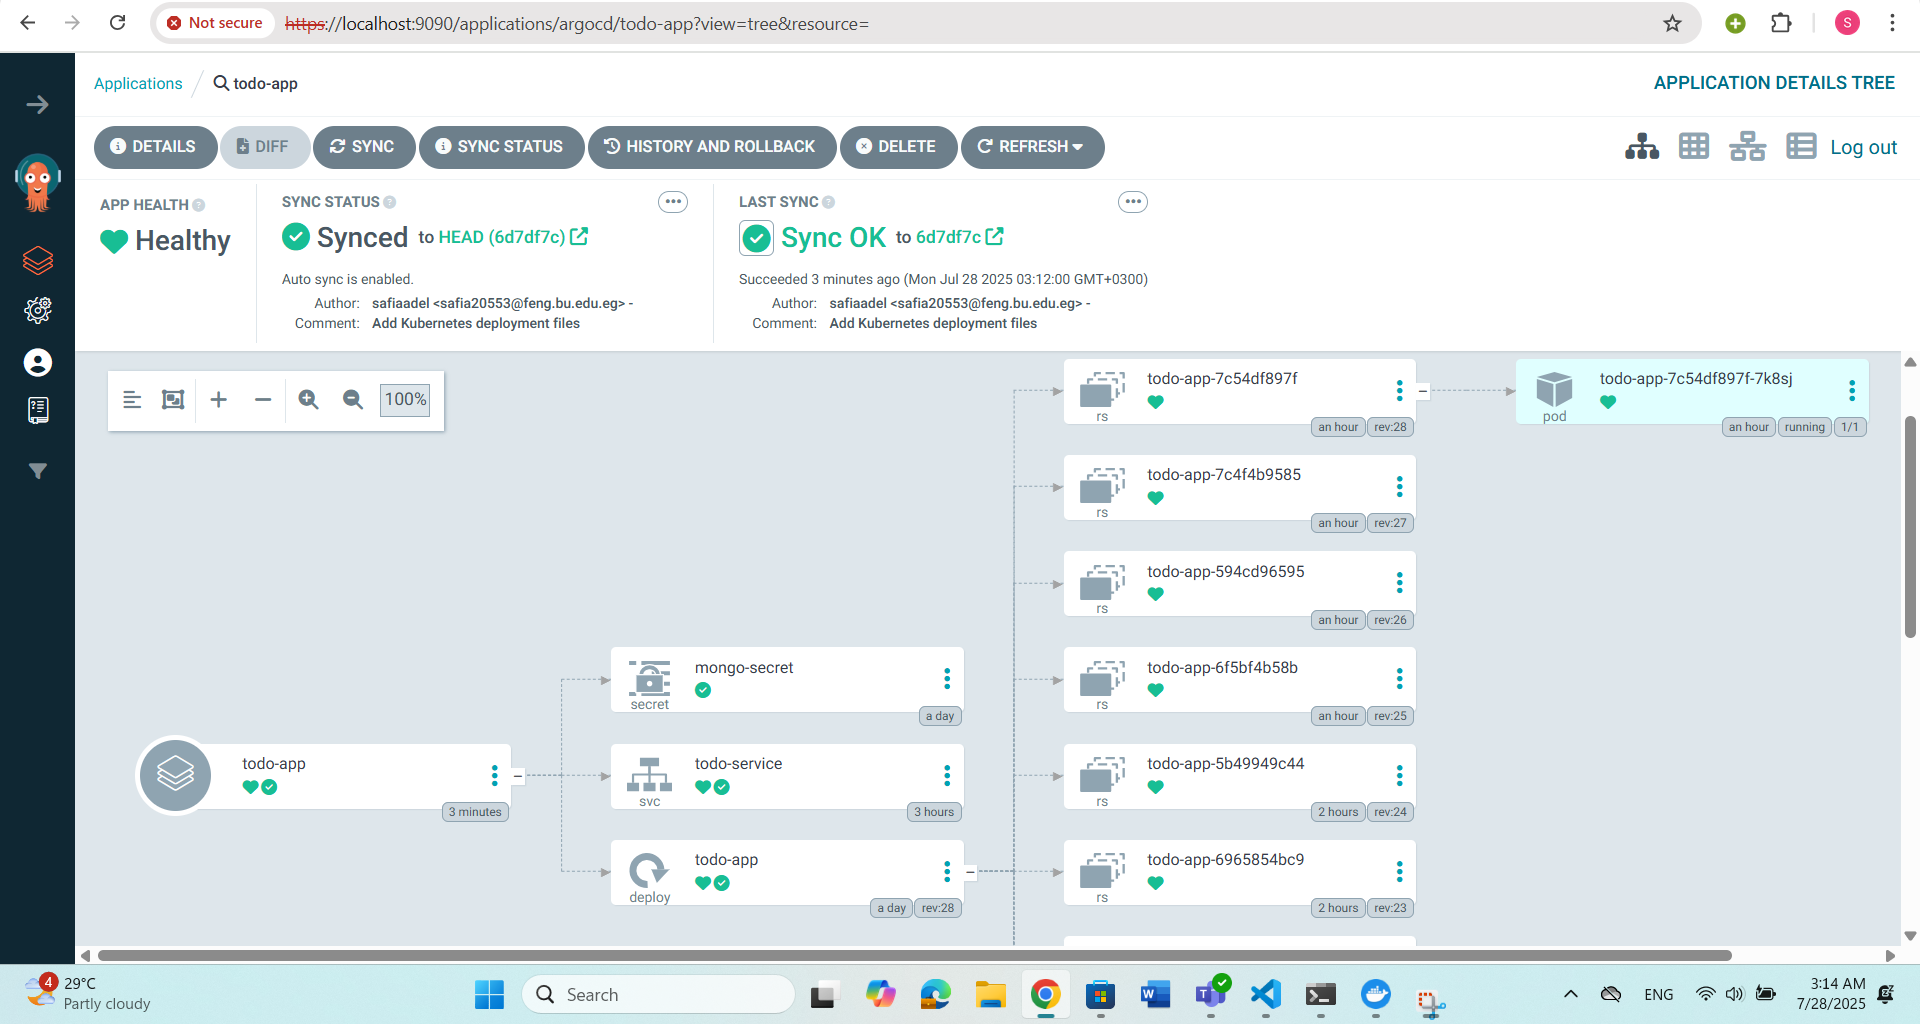 Not secure
https://localhost:9090/applications/argocd/todo-app?view=tree&resource=
S
Applications / todo-app
APPLICATION DETAILS TREE
DETAILS
DIFF
SYNC
SYNC STATUS
HISTORY AND ROLLBACK
DELETE
REFRESH
Log out
APP HEALTH
Healthy
SYNC STATUS
Synced to HEAD (6d7df7c)
Auto sync is enabled.
Author: safiaadel <safia20553@feng.bu.edu.eg> -
Comment: Add Kubernetes deployment files
LAST SYNC
Sync OK to 6d7df7c
Succeeded 3 minutes ago (Mon Jul 28 2025 03:12:00 GMT+0300)
Author: safiaadel <safia20553@feng.bu.edu.eg> -
Comment: Add Kubernetes deployment files
100%
todo-app
3 minutes
mongo-secret
secret
a day
todo-service
svc
3 hours
todo-app
deploy
a day
rev:28
todo-app-7c54df897f
rs
an hour
rev:28
todo-app-7c4f4b9585
rs
an hour
rev:27
todo-app-594cd96595
rs
an hour
rev:26
todo-app-6f5bf4b58b
rs
an hour
rev:25
todo-app-5b49949c44
rs
2 hours
rev:24
todo-app-6965854bc9
rs
2 hours
rev:23
todo-app-7c54df897f-7k8sj
pod
an hour
running
1/1
4
29°C
Partly cloudy
Search
W
T
ENG
3:14 AM
7/28/2025